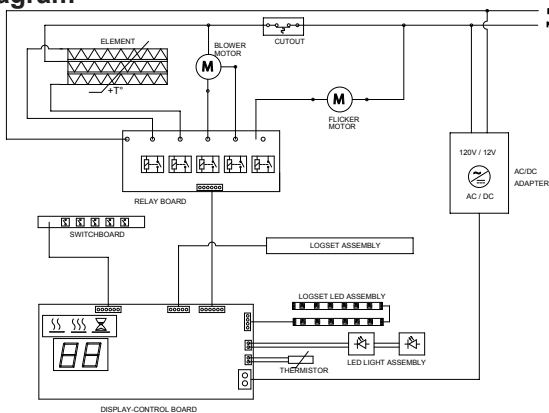 ELEMENT
+T°
BLOWER
MOTOR
M
CUTOUT
M
FLICKER
MOTOR
120V / 12V
AC / DC
AC/DC
ADAPTER
RELAY BOARD
SWITCHBOARD
LOGSET ASSEMBLY
LOGSET LED ASSEMBLY
88
THERMISTOR
LED LIGHT ASSEMBLY
DISPLAY-CONTROL BOARD